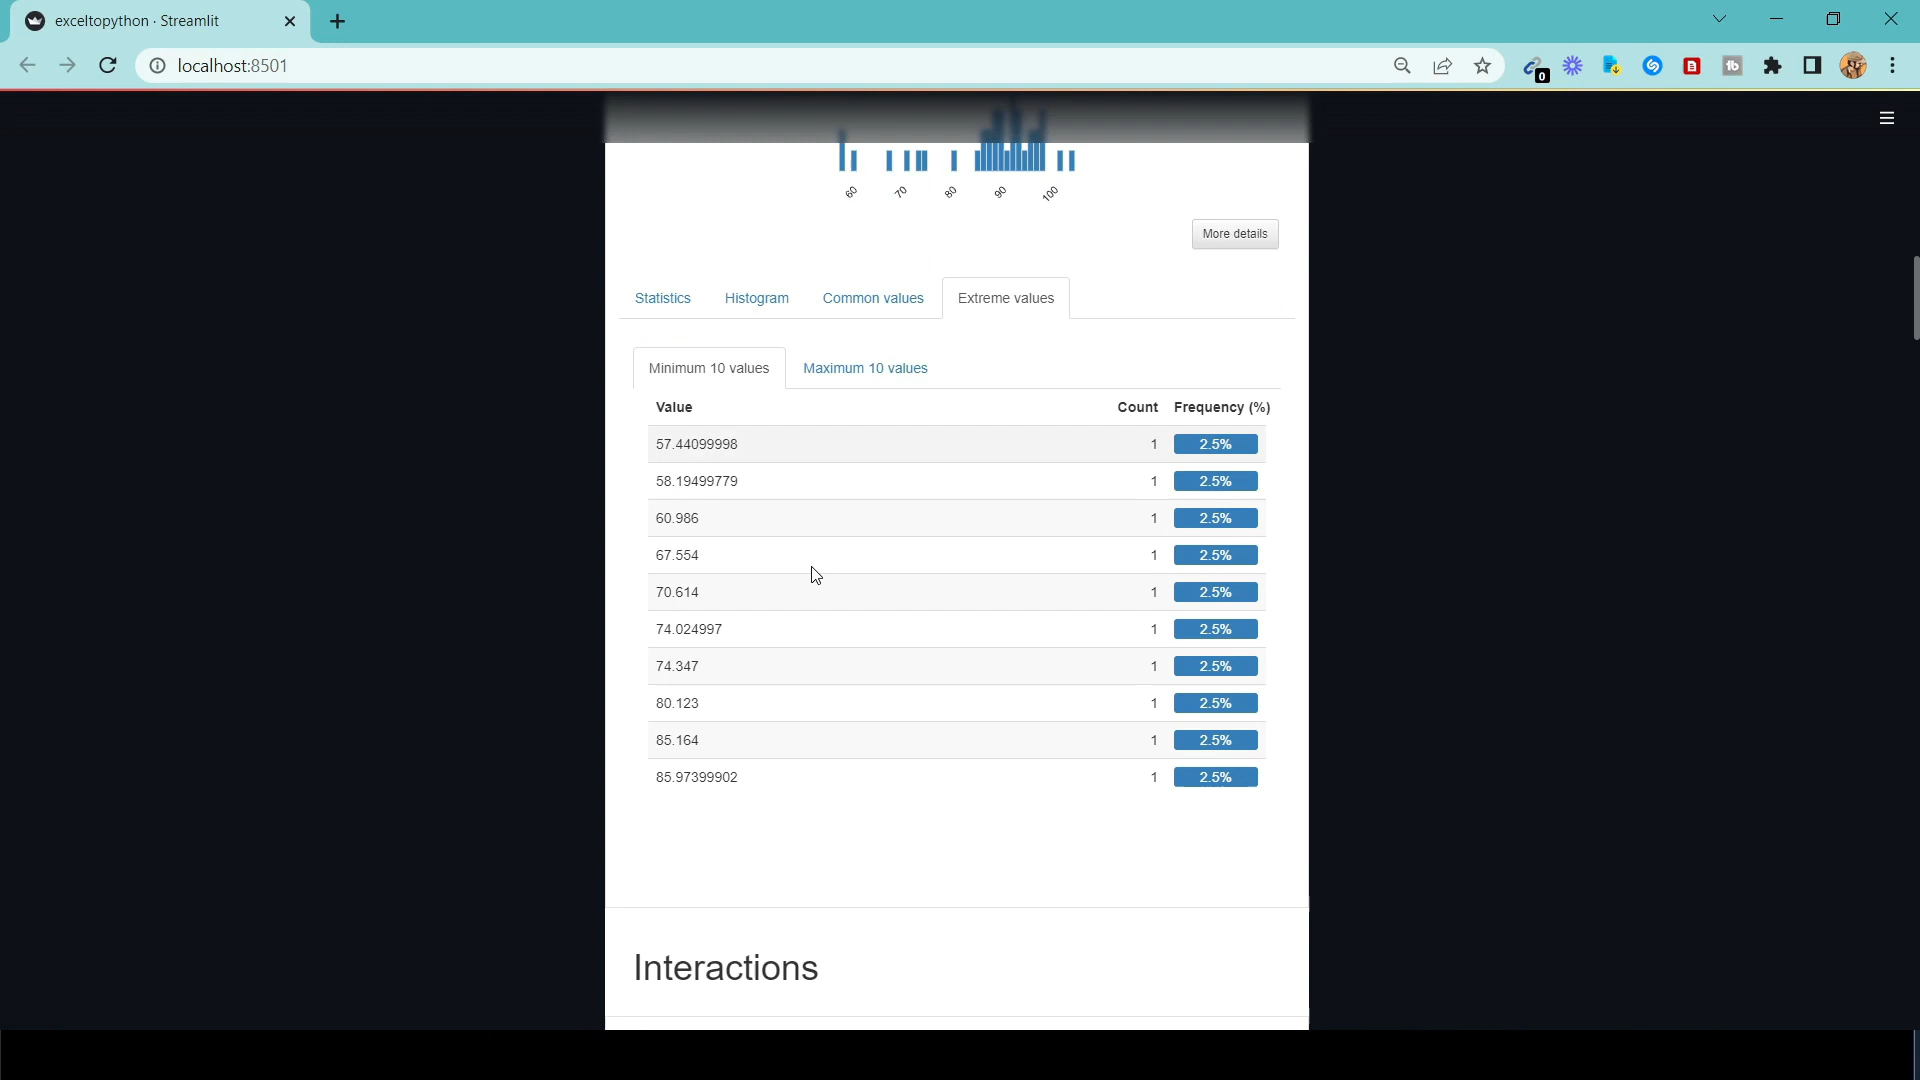 exceltopython · Streamlit
localhost:8501
0
60 70 80 90 100
More details
Statistics Histogram Common values Extreme values
Minimum 10 values Maximum 10 values
Value Count Frequency (%)
57.44099998 1 2.5%
58.19499779 1 2.5%
60.986 1 2.5%
67.554 1 2.5%
70.614 1 2.5%
74.024997 1 2.5%
74.347 1 2.5%
80.123 1 2.5%
85.164 1 2.5%
85.97399902 1 2.5%
Interactions